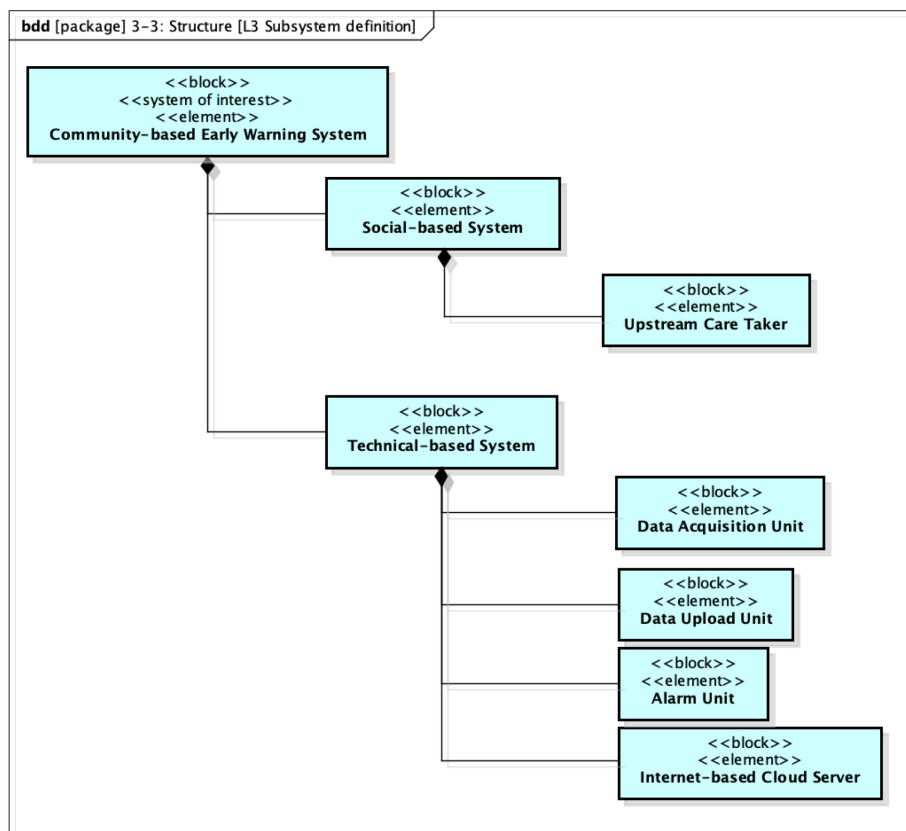 bdd [package] 3-3: Structure [L3 Subsystem definition]
<<block>>
<<system of interest>>
<<element>>
Community-based Early Warning System
<<block>>
<<element>>
Social-based System
<<block>>
<<element>>
Upstream Care Taker
<<block>>
<<element>>
Technical-based System
<<block>>
<<element>>
Data Acquisition Unit
<<block>>
<<element>>
Data Upload Unit
<<block>>
<<element>>
Alarm Unit
<<block>>
<<element>>
Internet-based Cloud Server